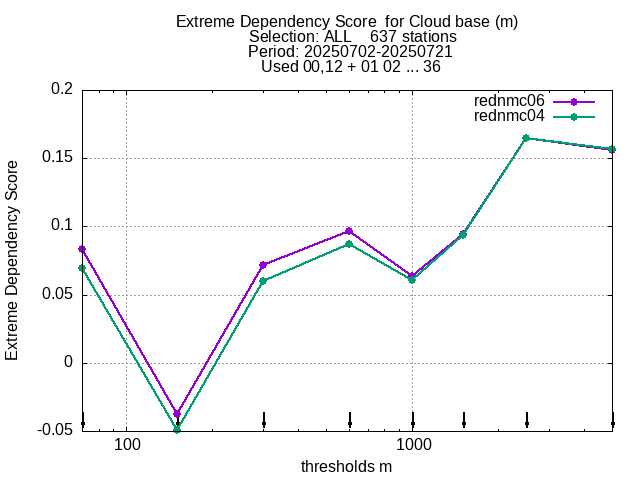 Extreme Dependency Score  for Cloud base (m)
Selection: ALL    637 stations
Period: 20250702-20250721
Used 00,12 + 01 02 ... 36
rednmc06
rednmc04
0.2
0.15
0.1
0.05
0
-0.05
Extreme Dependency Score
100
1000
thresholds m